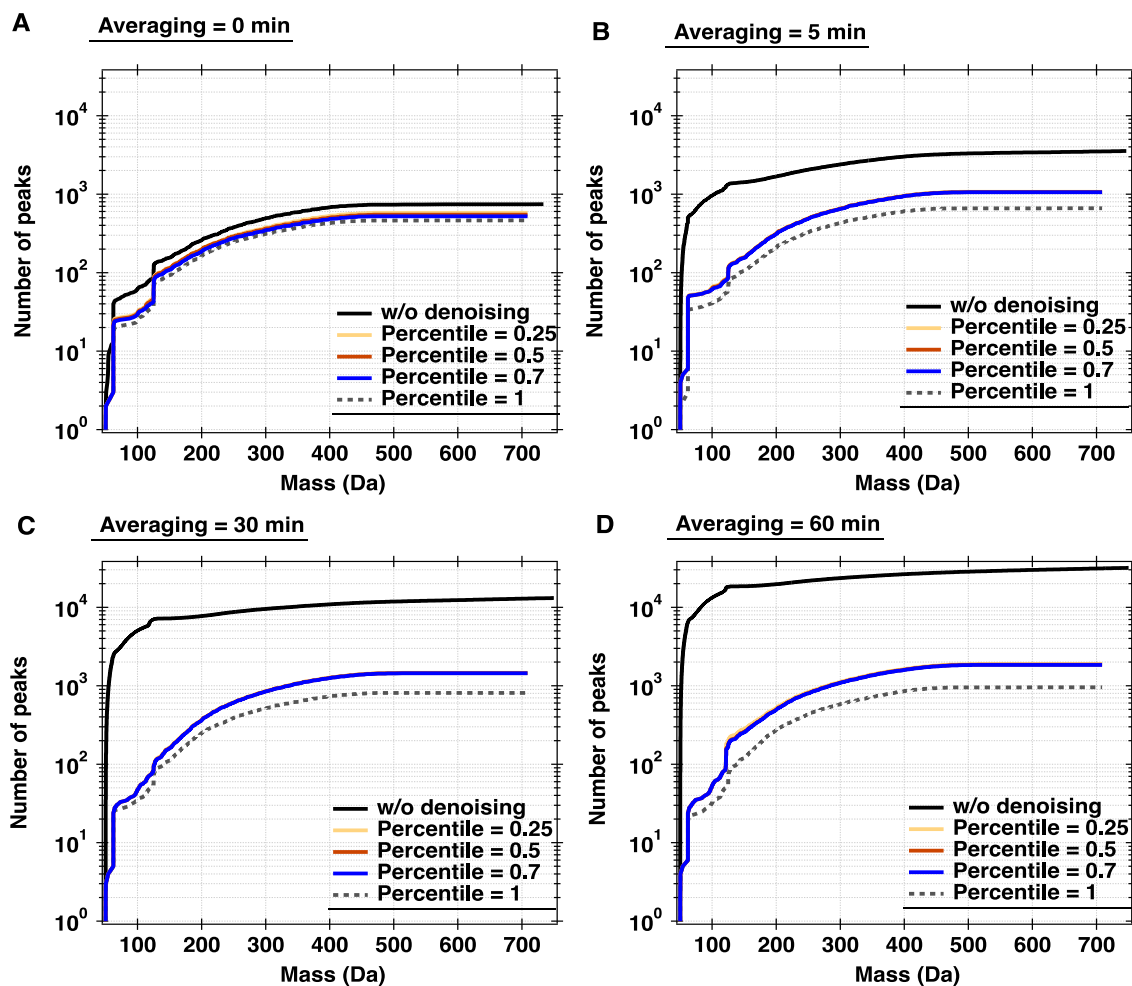 A
Averaging = 0 min
Number of peaks
10^4
10^3
10^2
10^1
10^0
w/o denoising
Percentile = 0.25
Percentile = 0.5
Percentile = 0.7
Percentile = 1
100 200 300 400 500 600 700
Mass (Da)
B
Averaging = 5 min
Number of peaks
10^4
10^3
10^2
10^1
10^0
w/o denoising
Percentile = 0.25
Percentile = 0.5
Percentile = 0.7
Percentile = 1
100 200 300 400 500 600 700
Mass (Da)
C
Averaging = 30 min
Number of peaks
10^4
10^3
10^2
10^1
10^0
w/o denoising
Percentile = 0.25
Percentile = 0.5
Percentile = 0.7
Percentile = 1
100 200 300 400 500 600 700
Mass (Da)
D
Averaging = 60 min
Number of peaks
10^4
10^3
10^2
10^1
10^0
w/o denoising
Percentile = 0.25
Percentile = 0.5
Percentile = 0.7
Percentile = 1
100 200 300 400 500 600 700
Mass (Da)